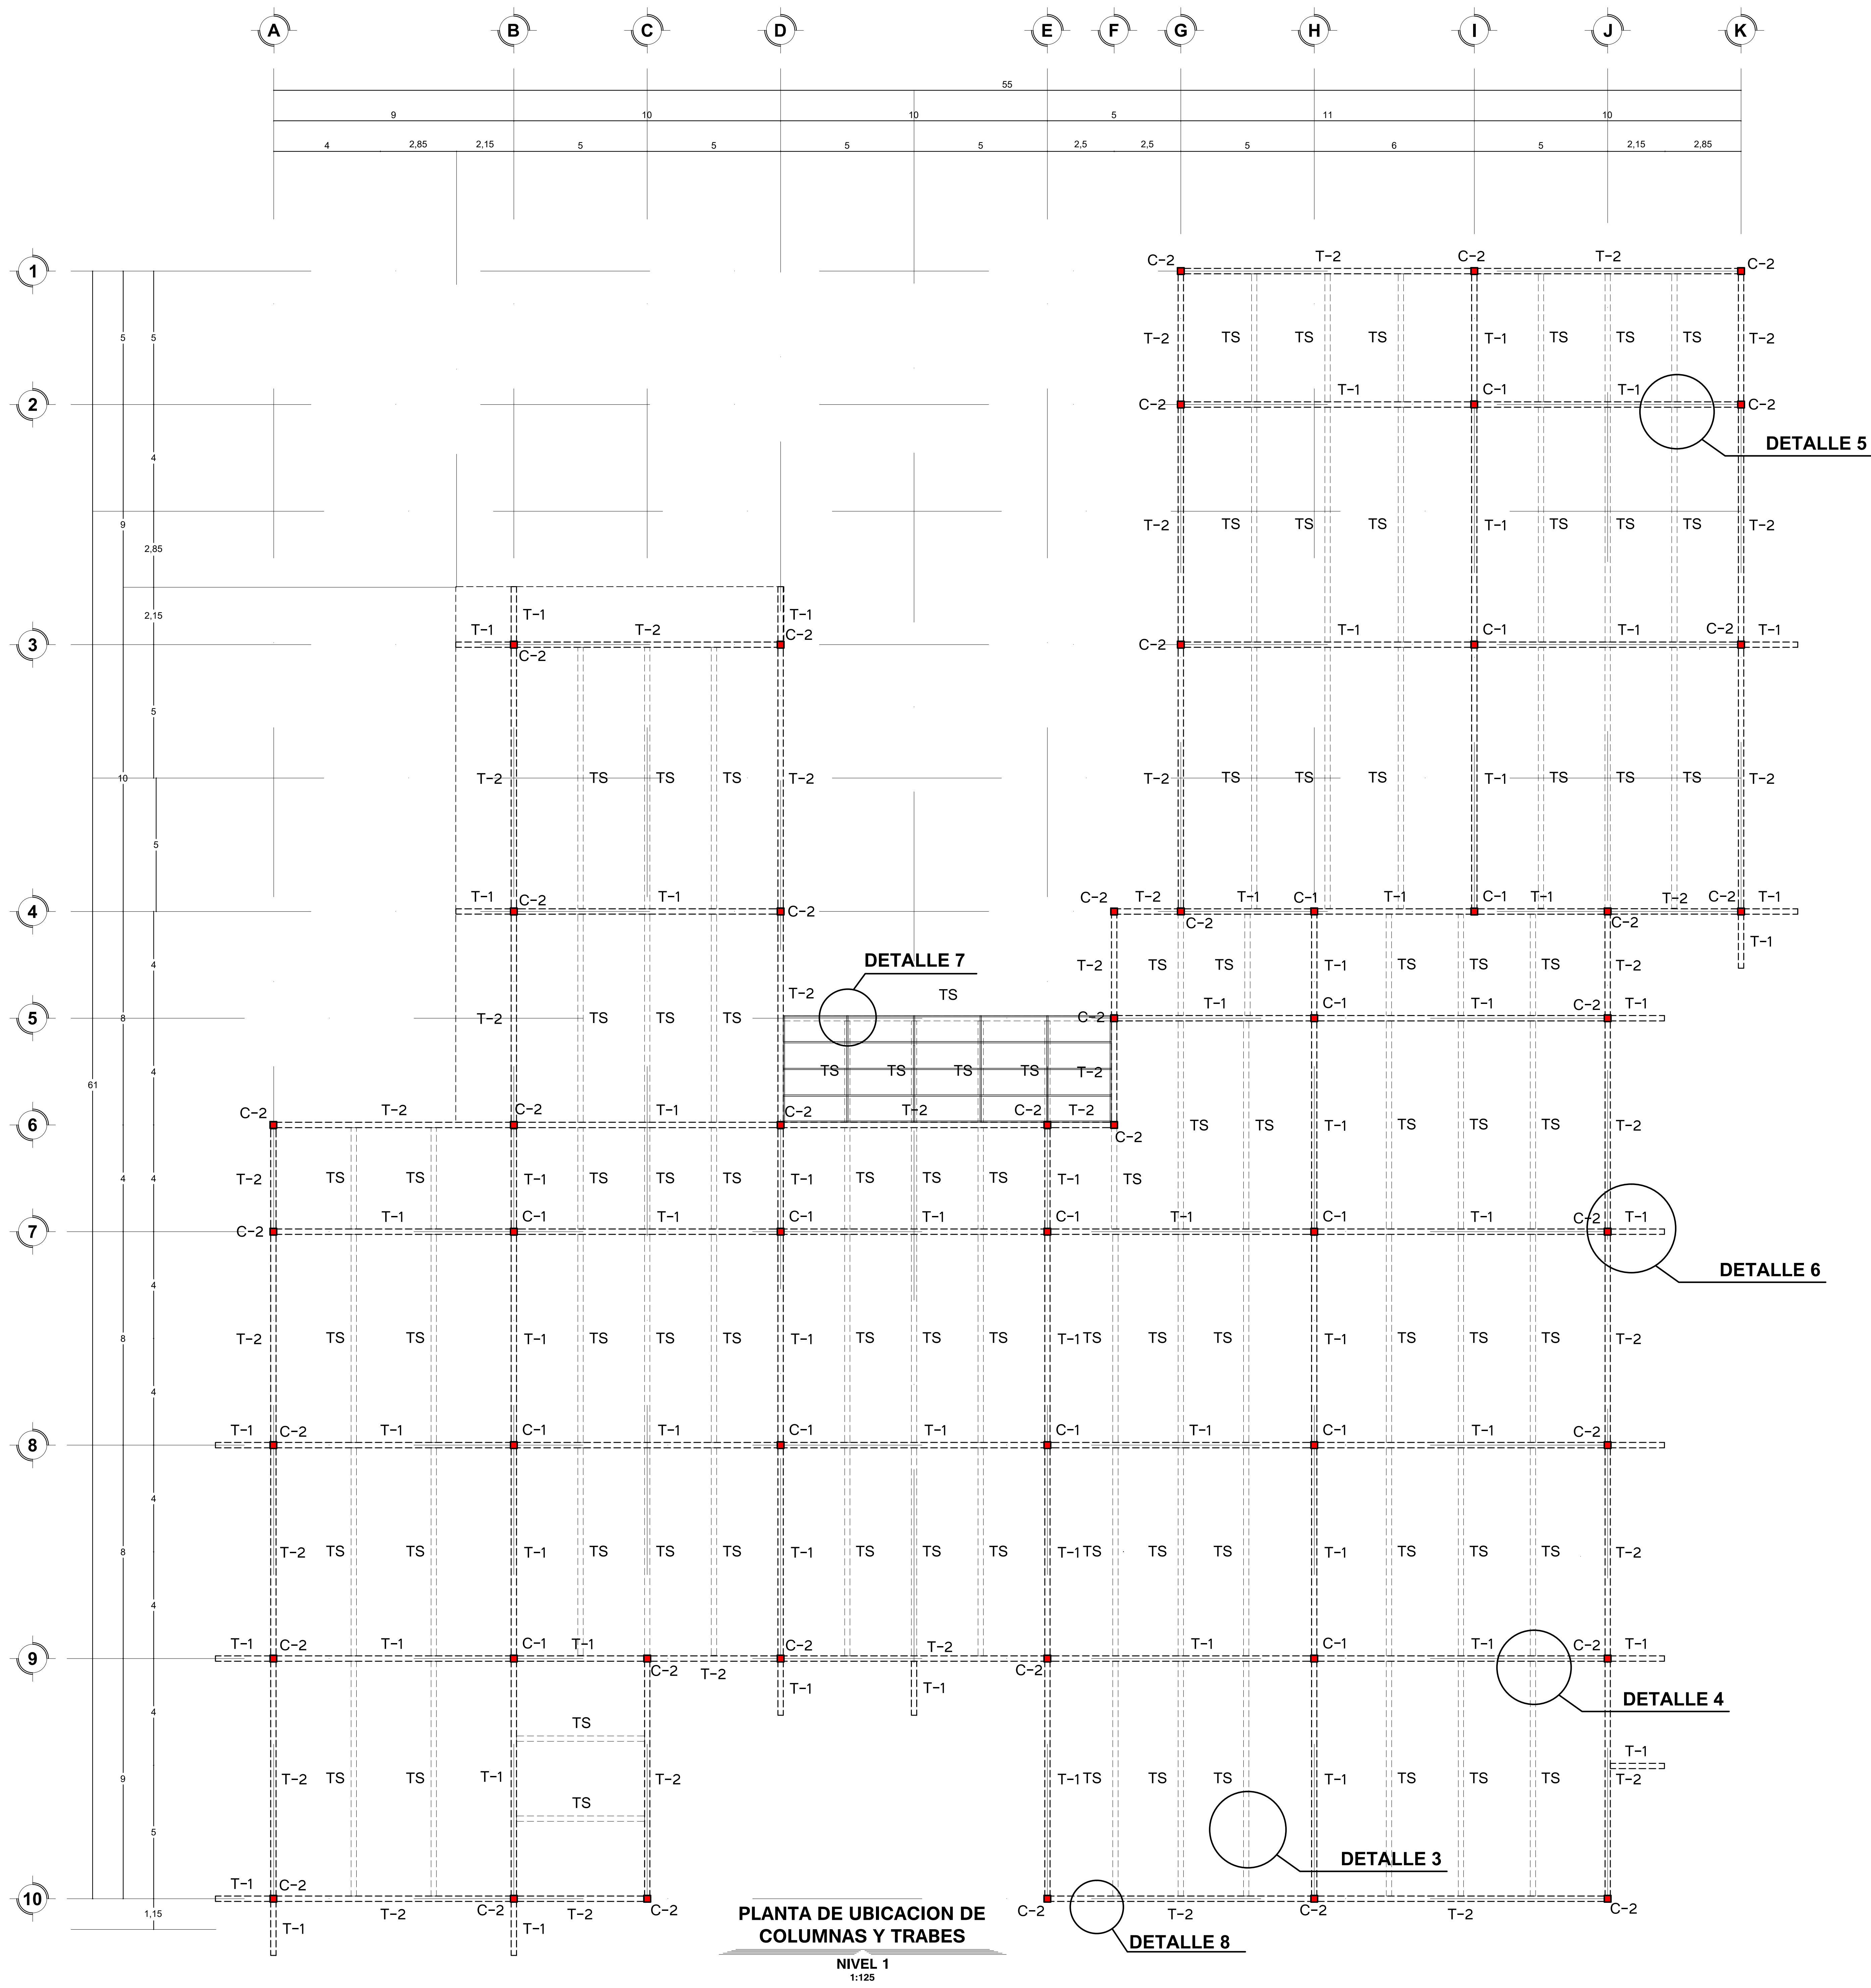 A B C D E F G H I J K
55
9 10 10 5 11 10
4 2,85 2,15 5 5 5 5 2,5 2,5 5 6 5 2,15 2,85
1 C-2 T-2 C-2 T-2 C-2
5 5 T-2 TS TS TS T-1 TS TS TS T-2
2 C-2 T-1 C-1 T-1 C-2
DETALLE 5
4
9 T-2 TS TS TS T-1 TS TS TS T-2
2,85
2,15 T-1 T-1
T-1 T-2 C-2 T-1 C-1 T-1 C-2 T-1
3 C-2 C-2
5
10 T-2 TS TS TS T-2 T-2 TS TS TS T-1 TS TS TS T-2
5
T-1 C-2 T-1 C-2 T-2 T-1 C-1 T-1 C-1 T-1 T-2 C-2 T-1
4 C-2 C-2 C-2
T-1
DETALLE 7
4 T-2 TS TS T-1 TS TS TS T-2
T-2 TS
T-1 C-1 T-1 C-2 T-1
5 8 T-2 TS TS TS C-2
4 TS TS TS TS T-2
61
C-2 T-2 C-2 T-1 C-2 T-2 C-2 T-2
6 TS TS T-1 TS TS TS T-2
C-2
4 4 T-2 TS TS T-1 TS TS TS T-1 TS TS TS T-1 TS
T-1 C-1 T-1 C-1 T-1 C-1 T-1 C-1 T-1 C-2 T-1
7 C-2
DETALLE 6
4
8 T-2 TS TS T-1 TS TS TS T-1 TS TS TS T-1 TS TS TS T-1 TS TS TS T-2
4
T-1 C-2 T-1 C-1 T-1 C-1 T-1 C-1 T-1 C-1 T-1 C-2
8
4
8 T-2 TS TS T-1 TS TS TS T-1 TS TS TS T-1 TS TS TS T-1 TS TS TS T-2
4
T-1 C-2 T-1 C-1 T-1 C-2 T-2 T-1 C-1 T-1 C-2 T-1
9 C-2 T-2 C-2
T-1 T-1
DETALLE 4
4
TS
T-1
9 T-2 TS TS T-1 T-2 T-1 TS TS TS T-1 TS TS TS T-2
TS
5
DETALLE 3
T-1 C-2
10 T-2 C-2 T-2 C-2 C-2 T-2 C-2 T-2 C-2
1,15
T-1 T-1
DETALLE 8
PLANTA DE UBICACION DE
COLUMNAS Y TRABES
NIVEL 1
1:125